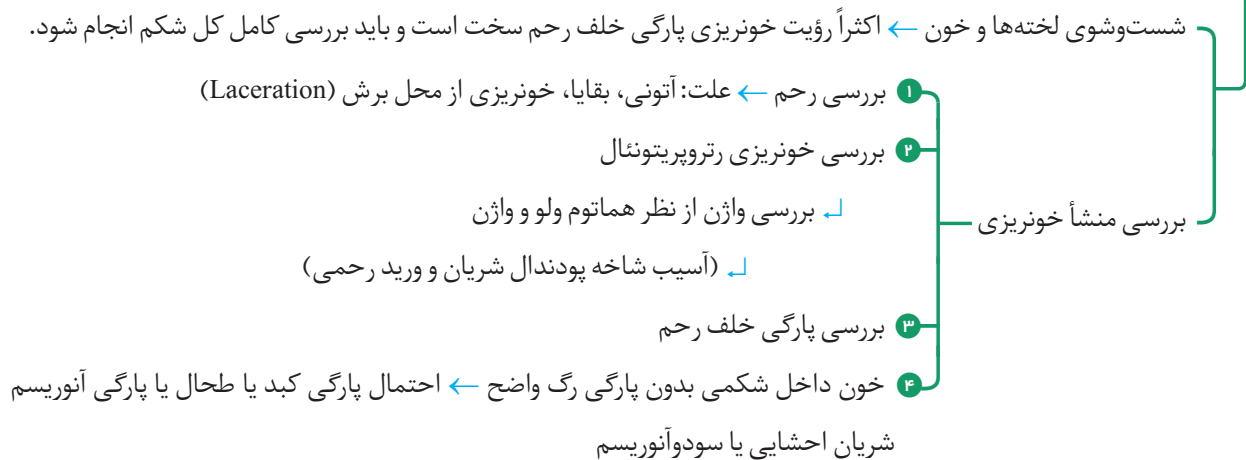 شست‌وشوی لخته‌ها و خون ← اکثراً رؤیت خونریزی پارگی خلف رحم سخت است و باید بررسی کامل کل شکم انجام شود.
بررسی منشأ خونریزی
۱ بررسی رحم ← علت: آتونی، بقایا، خونریزی از محل برش (Laceration)
۲ بررسی خونریزی رتروپریتونئال
بررسی واژن از نظر هماتوم ولو و واژن
(آسیب شاخه پودندال شریان و ورید رحمی)
۳ بررسی پارگی خلف رحم
۴ خون داخل شکمی بدون پارگی رگ واضح ← احتمال پارگی کبد یا طحال یا پارگی آنوریسم
شریان احشایی یا سودوآنوریسم